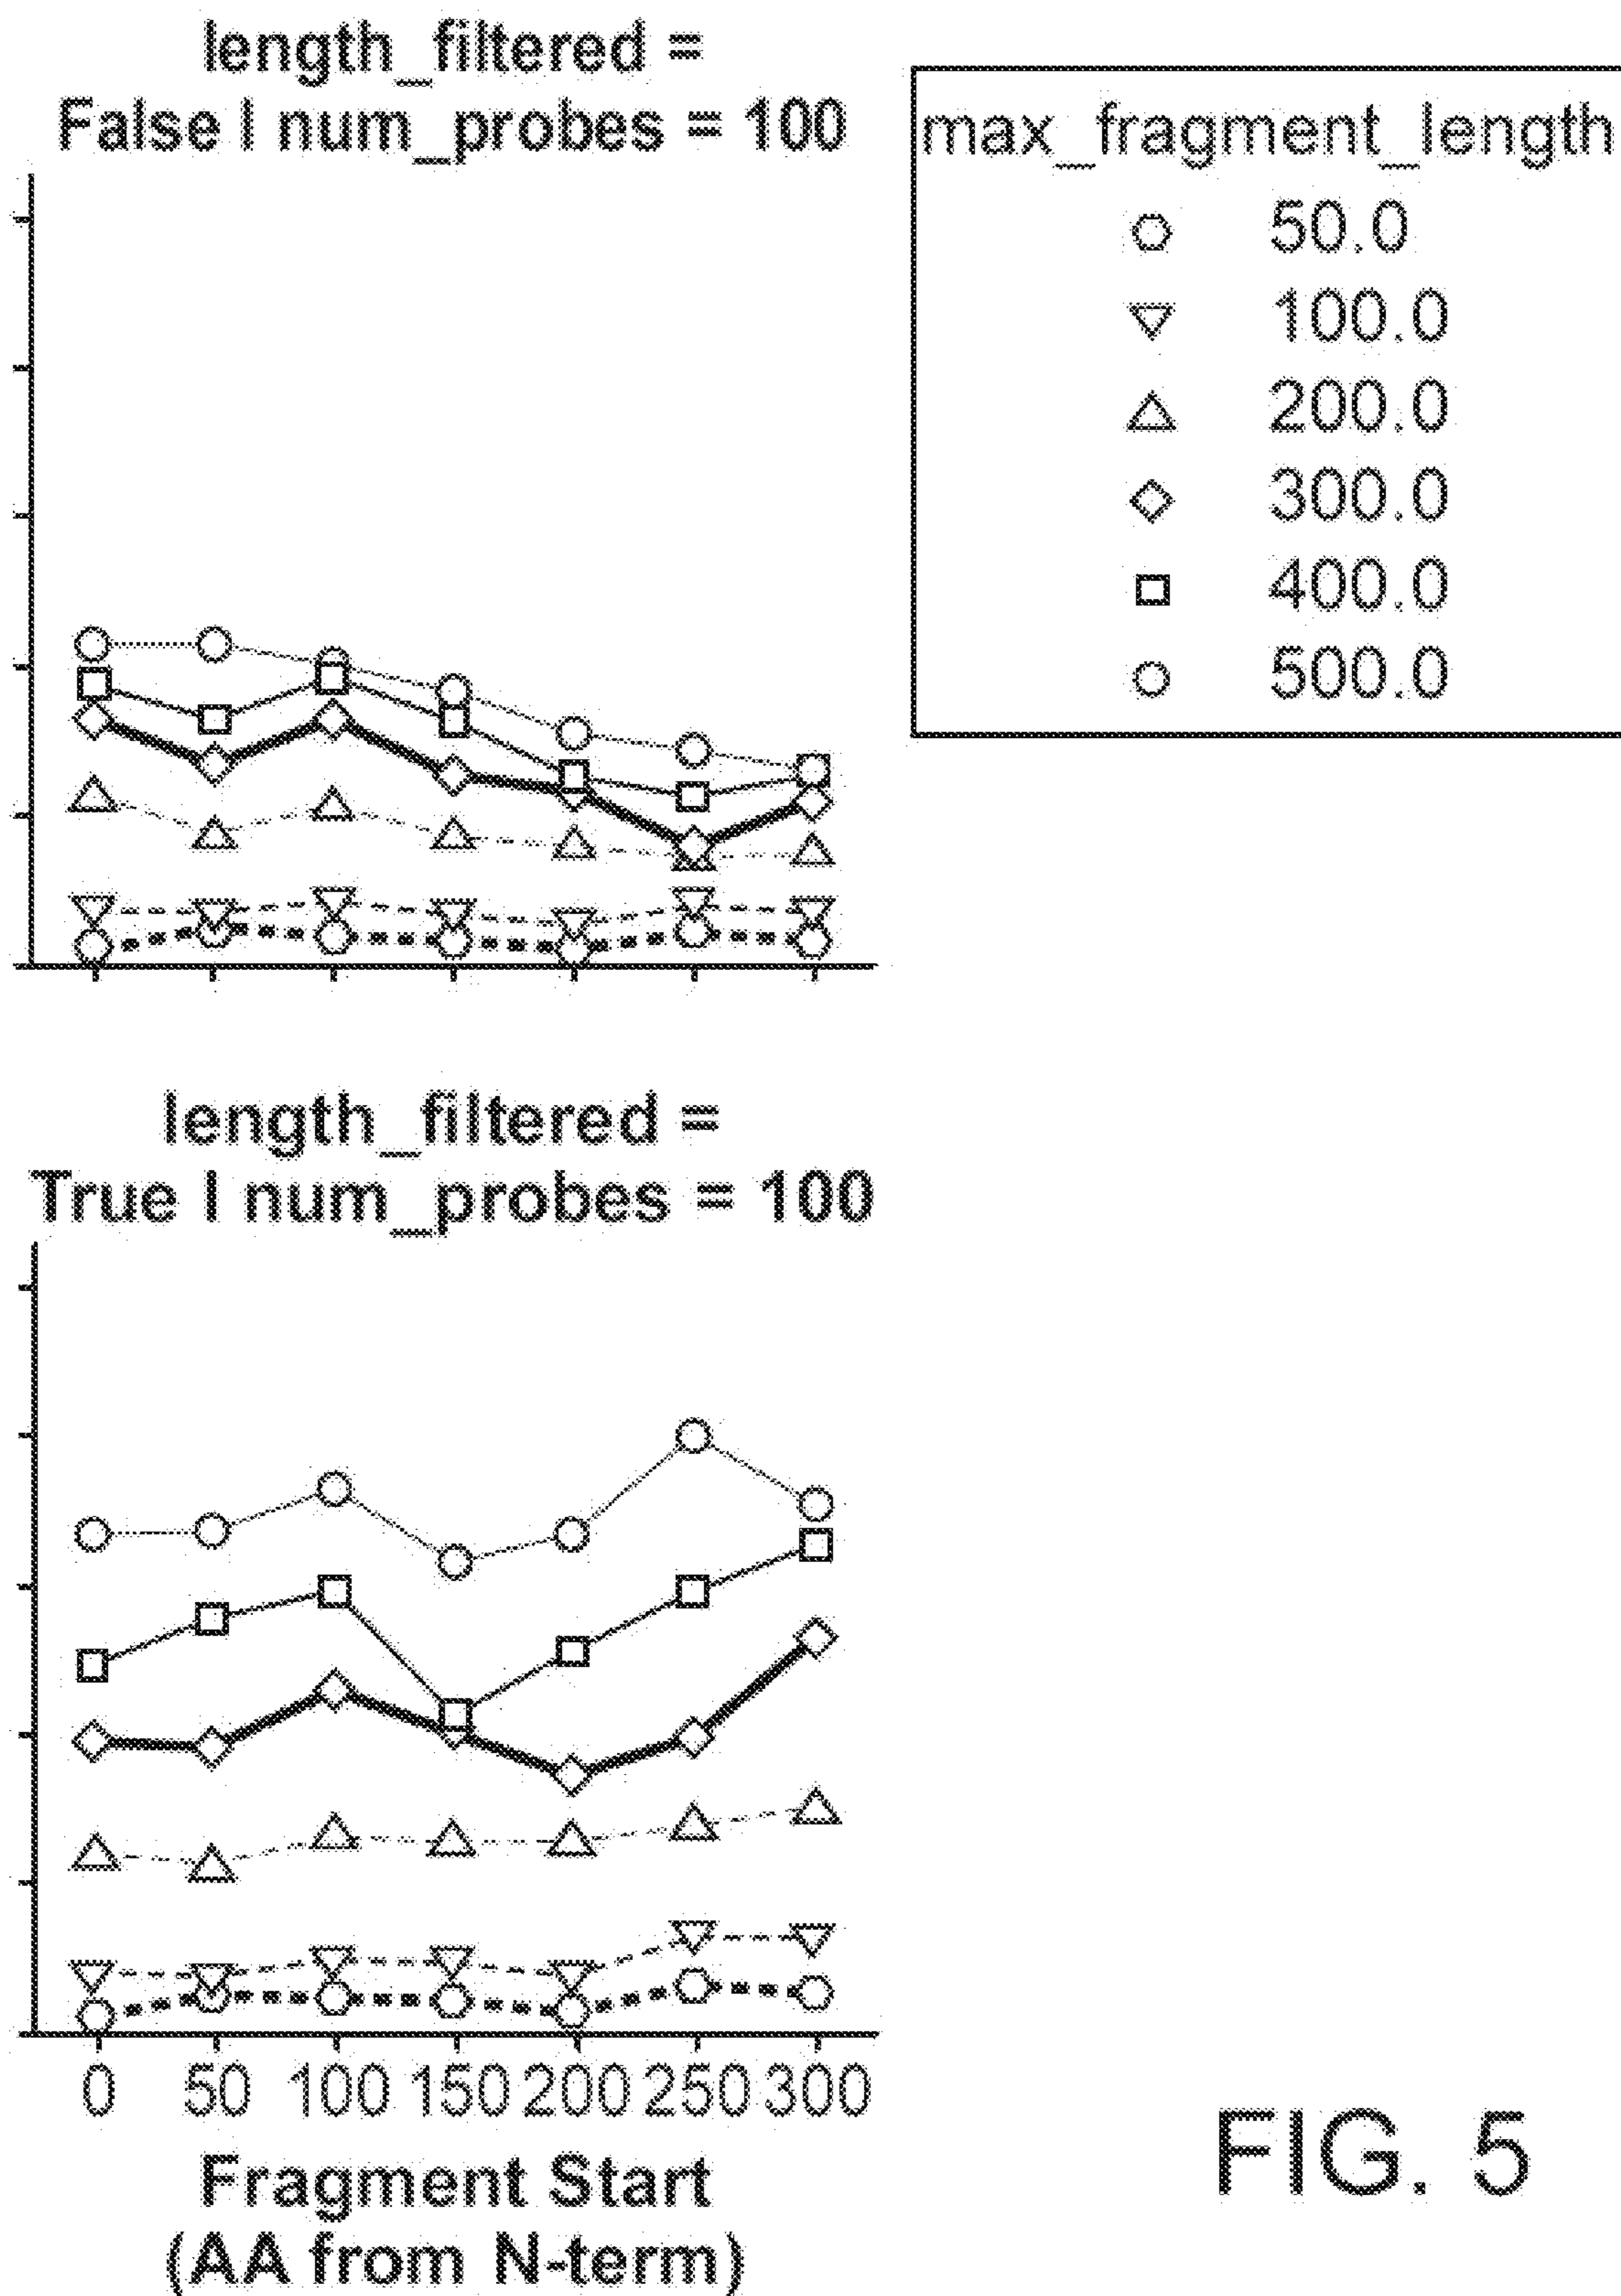 length_filtered =
False | num_probes = 100
max_fragment_length
50.0
100.0
200.0
300.0
400.0
500.0
length_filtered =
True | num_probes = 100
0 50 100 150 200 250 300
Fragment Start
(AA from N-term)
FIG. 5